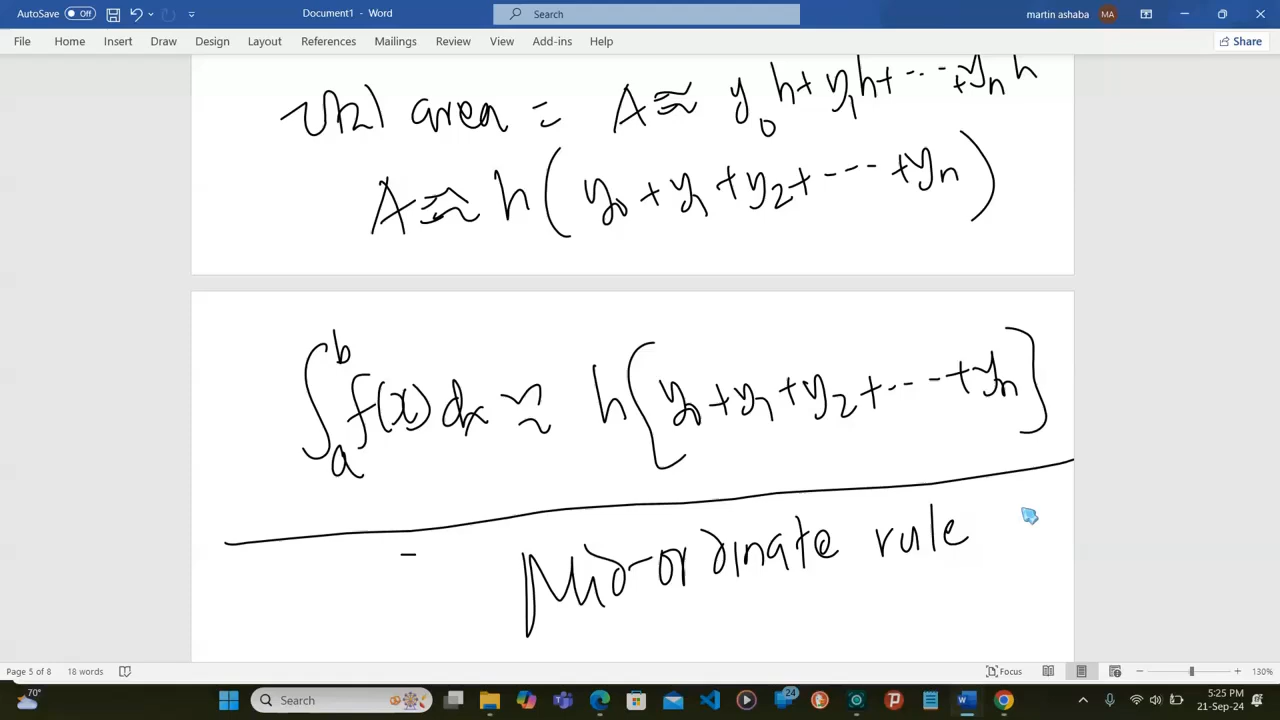 AutoSave Off Document1 - Word Search martin ashaba MA
File Home Insert Draw Design Layout References Mailings Review View Add-ins Help Share
area = A ≈ y₀h + y₁h + ---- + yₙh
A ≈ h(y₀ + y₁ + y₂ + ---- + yₙ)
∫ₐᵇ f(x)dx ≈ h[y₀ + y₁ + y₂ + ---- + yₙ]
Mid-ordinate rule
Page 5 of 8 18 words Focus 130%
70° Search 24 5:25 PM
21-Sep-24